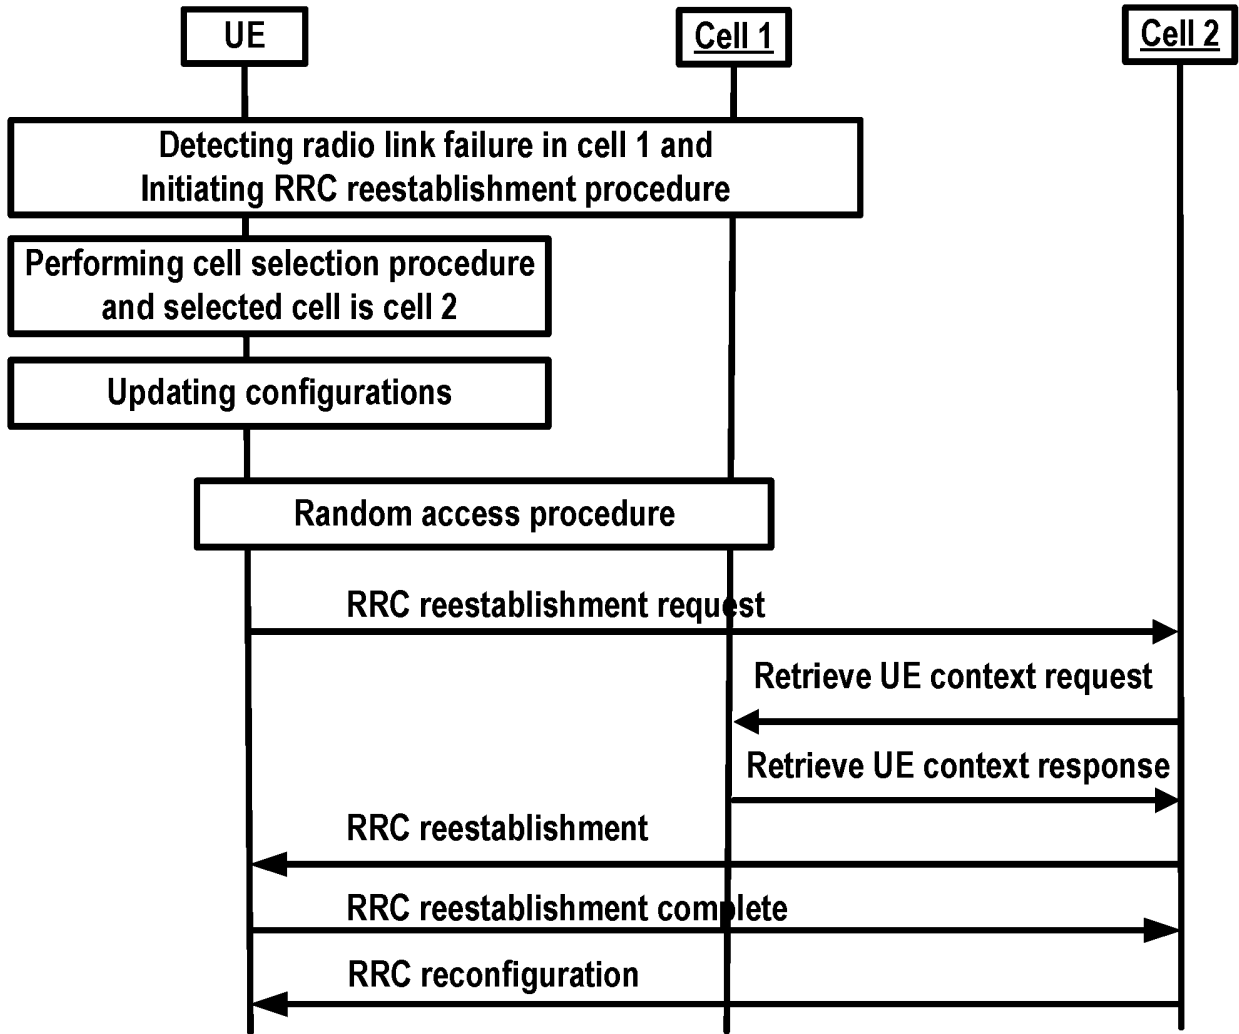 UE
Cell 1
Cell 2
Detecting radio link failure in cell 1 and
Initiating RRC reestablishment procedure
Performing cell selection procedure
and selected cell is cell 2
Updating configurations
Random access procedure
RRC reestablishment request
Retrieve UE context request
Retrieve UE context response
RRC reestablishment
RRC reestablishment complete
RRC reconfiguration